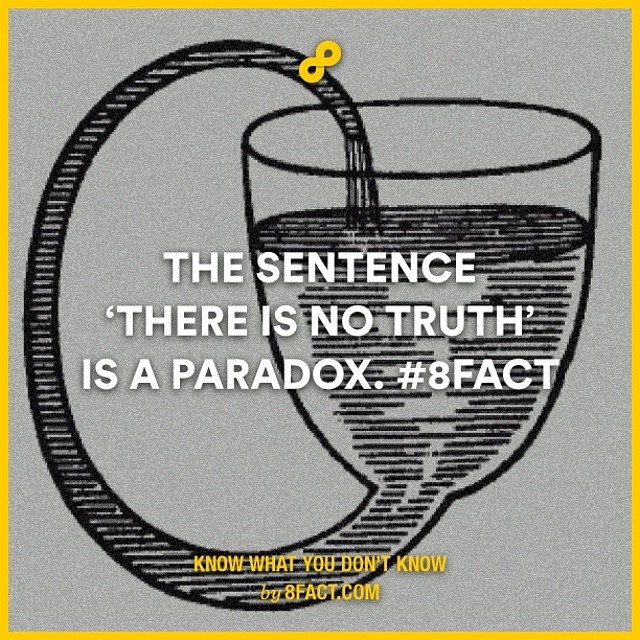 THE SENTENCE
‘THERE IS NO TRUTH’
IS A PARADOX. #8FACT
KNOW WHAT YOU DON'T KNOW
by 8FACT.COM